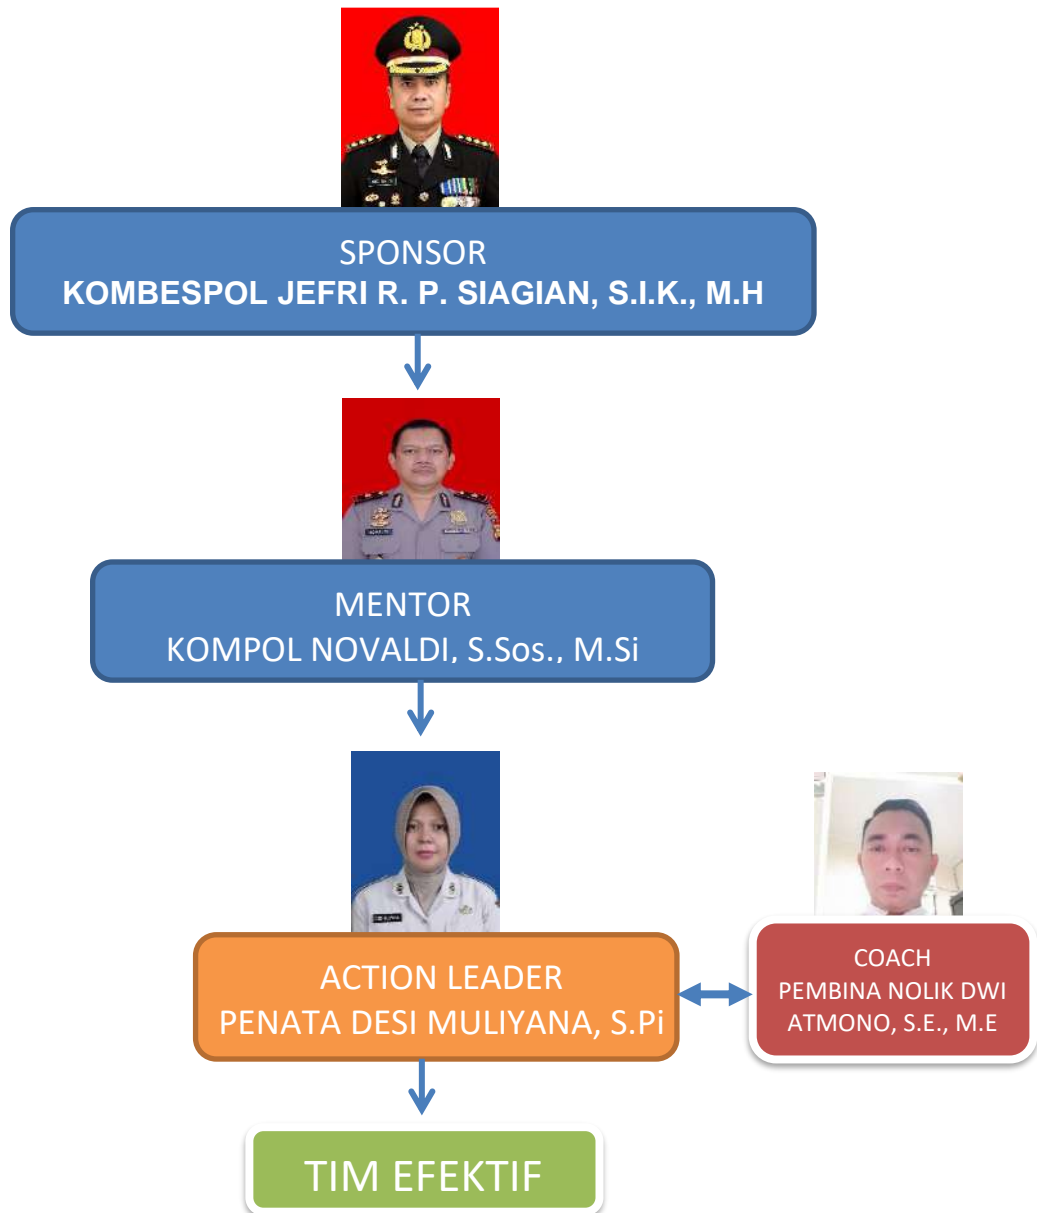 SPONSOR
KOMBESPOL JEFRI R. P. SIAGIAN, S.I.K., M.H
MENTOR
KOMPOL NOVALDI, S.Sos., M.Si
ACTION LEADER
PENATA DESI MULIYANA, S.Pi
COACH
PEMBINA NOLIK DWI
ATMONO, S.E., M.E
TIM EFEKTIF